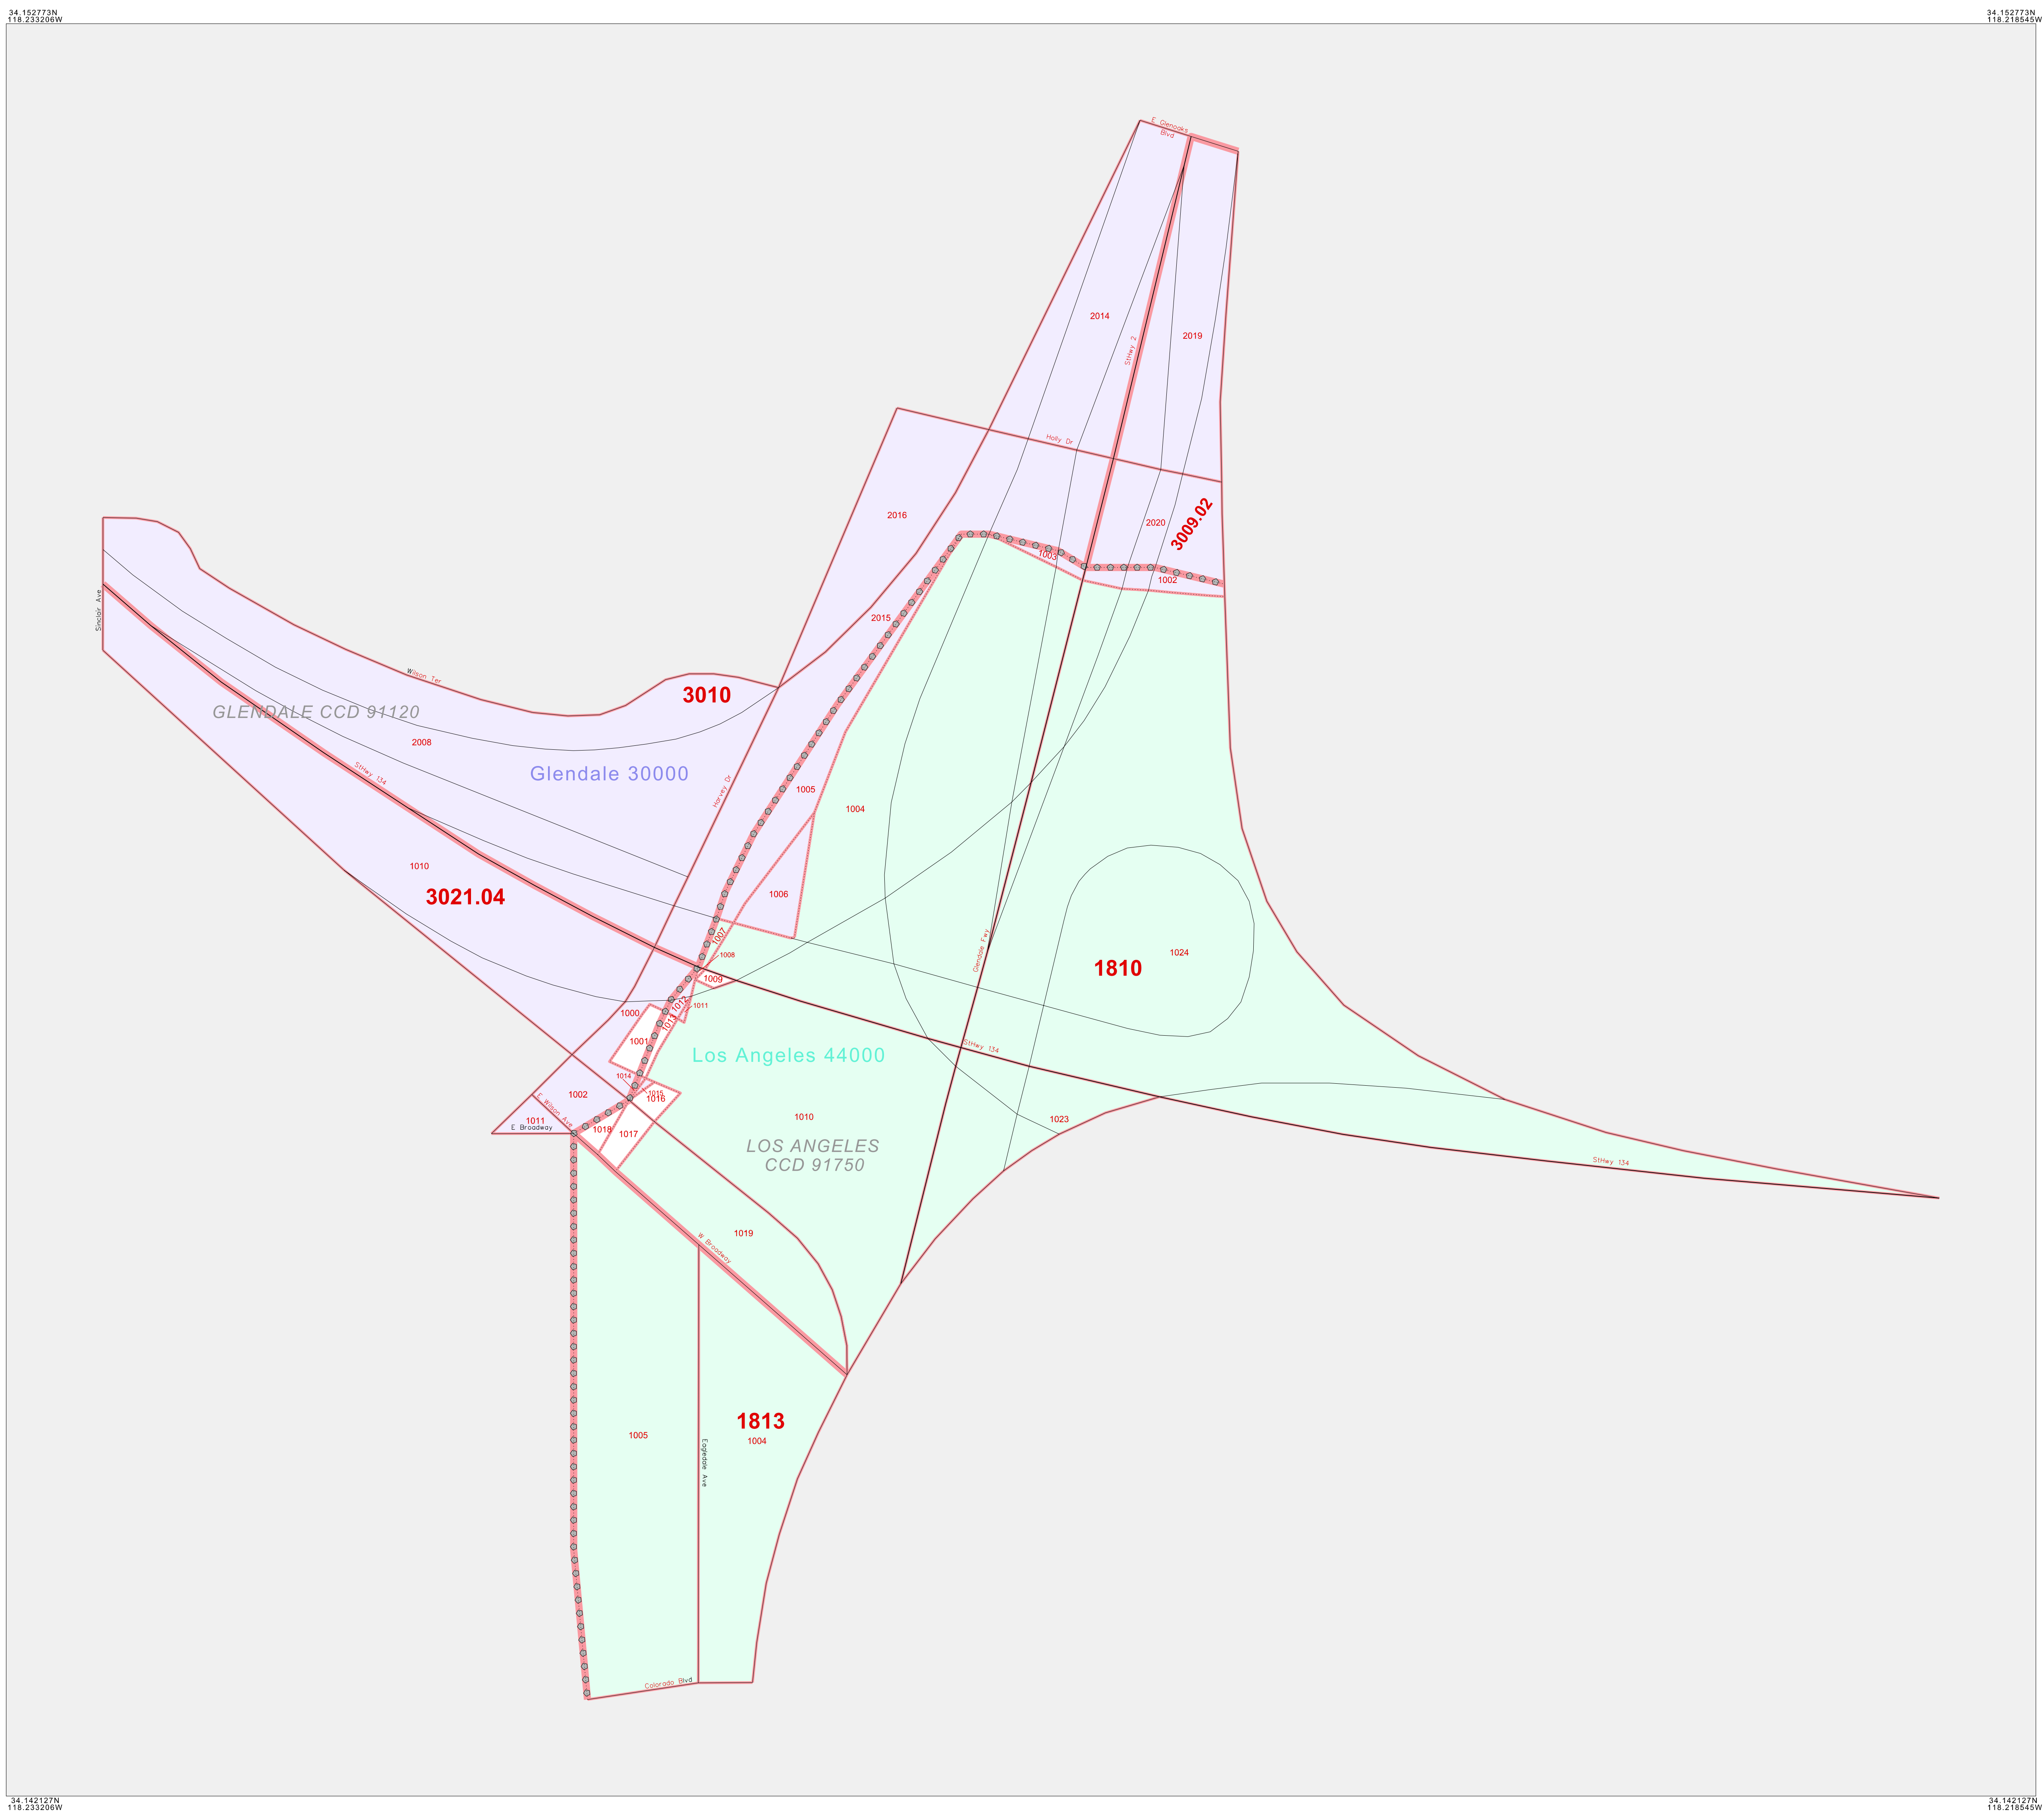 34.152773N
118.233206W
34.152773N
118.218545W
E Glenoaks
Blvd
2014
2019
StHwy 2
Holly Dr
2016
2020
3009.02
1003
1002
Sinclair Ave
2015
Wilson Ter
3010
GLENDALE CCD 91120
2008
Glendale 30000
StHwy 134
Harvey Dr
1005
1004
1010
3021.04
1006
1007
1008
1009
Glendale Fwy
1024
1810
1012
1011
1000
1013
1001
StHwy 134
Los Angeles 44000
1014
1015
1016
1002
E Wilson Ave
1011
E Broadway
1018
1017
1010
1023
LOS ANGELES
CCD 91750
StHwy 134
1019
W Broadway
1813
1005
1004
Eagledale Ave
Colorado Blvd
34.142127N
118.233206W
34.142127N
118.218545W